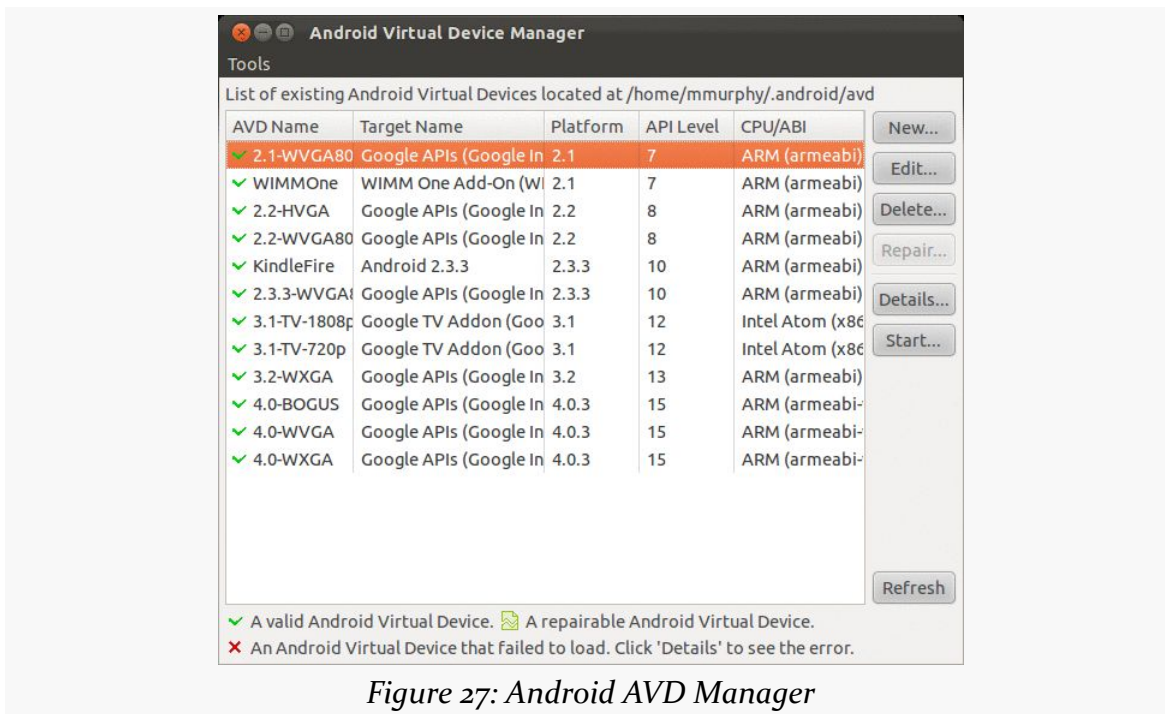 Android Virtual Device Manager
Tools
List of existing Android Virtual Devices located at /home/mmurphy/.android/avd
AVD Name Target Name Platform API Level CPU/ABI
2.1-WVGA80 Google APIs (Google In 2.1 7 ARM (armeabi)
WIMMOne WIMM One Add-On (WI 2.1 7 ARM (armeabi)
2.2-HVGA Google APIs (Google In 2.2 8 ARM (armeabi)
2.2-WVGA80 Google APIs (Google In 2.2 8 ARM (armeabi)
KindleFire Android 2.3.3 2.3.3 10 ARM (armeabi)
2.3.3-WVGA8 Google APIs (Google In 2.3.3 10 ARM (armeabi)
3.1-TV-1808p Google TV Addon (Goo 3.1 12 Intel Atom (x86
3.1-TV-720p Google TV Addon (Goo 3.1 12 Intel Atom (x86
3.2-WXGA Google APIs (Google In 3.2 13 ARM (armeabi)
4.0-BOGUS Google APIs (Google In 4.0.3 15 ARM (armeabi-
4.0-WVGA Google APIs (Google In 4.0.3 15 ARM (armeabi-
4.0-WXGA Google APIs (Google In 4.0.3 15 ARM (armeabi-
New...
Edit...
Delete...
Repair...
Details...
Start...
Refresh
A valid Android Virtual Device. A repairable Android Virtual Device.
An Android Virtual Device that failed to load. Click 'Details' to see the error.
Figure 27: Android AVD Manager